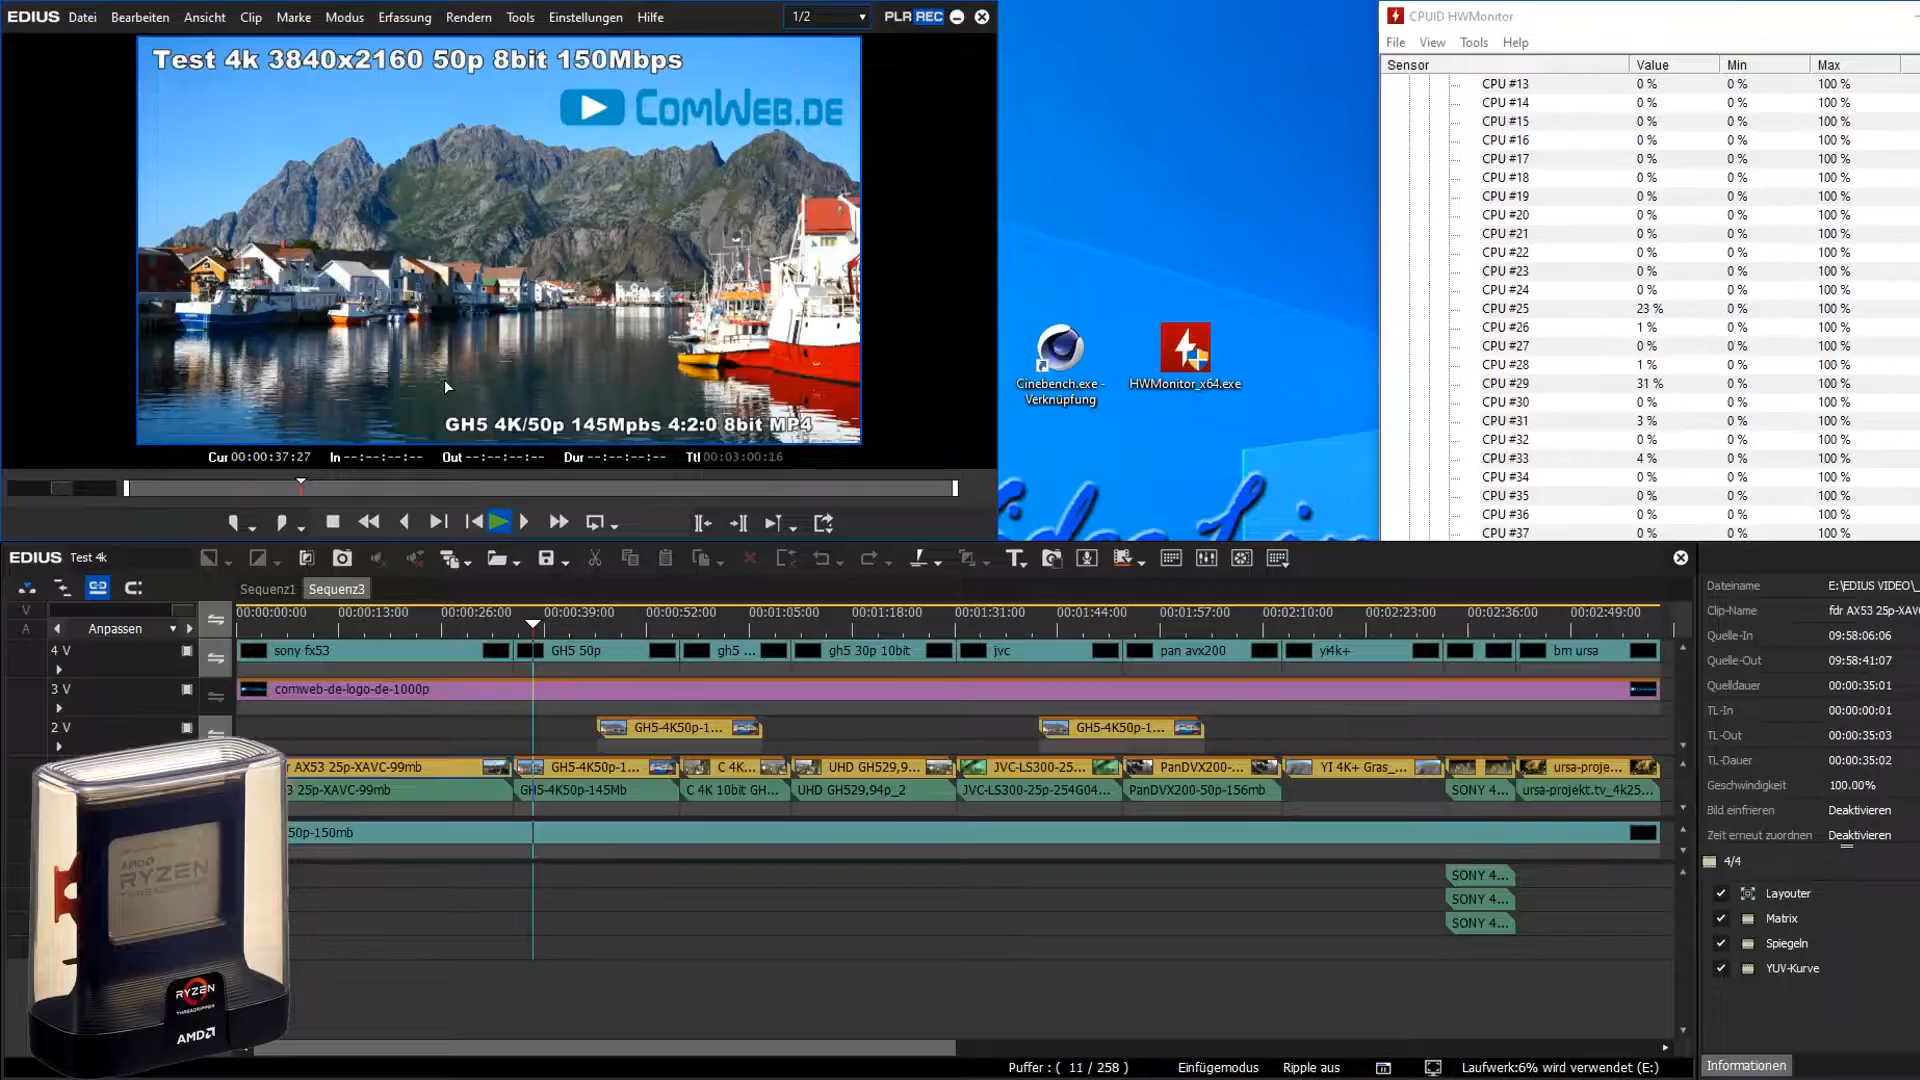 EDIUS Datei Bearbeiten Ansicht Clip Marke Modus Erfassung Rendern Tools Einstellungen Hilfe 1/2 PLR REC
Test 4k 3840x2160 50p 8bit 150Mbps
COMWEB.DE
GH5 4K/50p 145Mpbs 4:2:0 8bit MP4
Cur 00:00:37:27 In --:--:--:-- Out --:--:--:-- Dur --:--:--:-- Ttl 00:03:00:16
Cinebench.exe -
Verknüpfung
HWMonitor_x64.exe
CPUID HWMonitor
File View Tools Help
Sensor Value Min Max
CPU #13 0 % 0 % 100 %
CPU #14 0 % 0 % 100 %
CPU #15 0 % 0 % 100 %
CPU #16 0 % 0 % 100 %
CPU #17 0 % 0 % 100 %
CPU #18 0 % 0 % 100 %
CPU #19 0 % 0 % 100 %
CPU #20 0 % 0 % 100 %
CPU #21 0 % 0 % 100 %
CPU #22 0 % 0 % 100 %
CPU #23 0 % 0 % 100 %
CPU #24 0 % 0 % 100 %
CPU #25 23 % 0 % 100 %
CPU #26 1 % 0 % 100 %
CPU #27 0 % 0 % 100 %
CPU #28 1 % 0 % 100 %
CPU #29 31 % 0 % 100 %
CPU #30 0 % 0 % 100 %
CPU #31 3 % 0 % 100 %
CPU #32 0 % 0 % 100 %
CPU #33 4 % 0 % 100 %
CPU #34 0 % 0 % 100 %
CPU #35 0 % 0 % 100 %
CPU #36 0 % 0 % 100 %
CPU #37 0 % 0 % 100 %
EDIUS Test 4k
Sequenz1 Sequenz3
V
A
Anpassen
00:00:00:00 00:00:13:00 00:00:26:00 00:00:39:00 00:00:52:00 00:01:05:00 00:01:18:00 00:01:31:00 00:01:44:00 00:01:57:00 00:02:10:00 00:02:23:00 00:02:36:00 00:02:49:00
4 V sony fx53 GH5 50p gh5 ... gh5 30p 10bit jvc pan avx200 yi4k+ bm ursa
3 V comweb-de-logo-de-1000p
2 V GH5-4K50p-1... GH5-4K50p-1...
r AX53 25p-XAVC-99mb GH5-4K50p-1... C 4K... UHD GH529,9... JVC-LS300-25... PanDVX200-... YI 4K+ Gras_... ursa-proje...
3 25p-XAVC-99mb GH5-4K50p-145Mb C 4K 10bit GH... UHD GH529,94p_2 JVC-LS300-25p-254G04... PanDVX200-50p-156mb SONY 4... ursa-projekt.tv_4k25...
50p-150mb
SONY 4...
SONY 4...
SONY 4...
AMD
RYZEN
THREADRIPPER
RYZEN
THREADRIPPER
AMD
Dateiname E:\EDIUS VIDEO\_
Clip-Name fdr AX53 25p-XAV
Quelle-In 09:58:06:06
Quelle-Out 09:58:41:07
Quelldauer 00:00:35:01
TL-In 00:00:00:01
TL-Out 00:00:35:03
TL-Dauer 00:00:35:02
Geschwindigkeit 100.00%
Bild einfrieren Deaktivieren
Zeit erneut zuordnen Deaktivieren
4/4
Layouter
Matrix
Spiegeln
YUV-Kurve
Informationen
Puffer : ( 11 / 258 ) Einfügemodus Ripple aus Laufwerk:6% wird verwendet (E:)